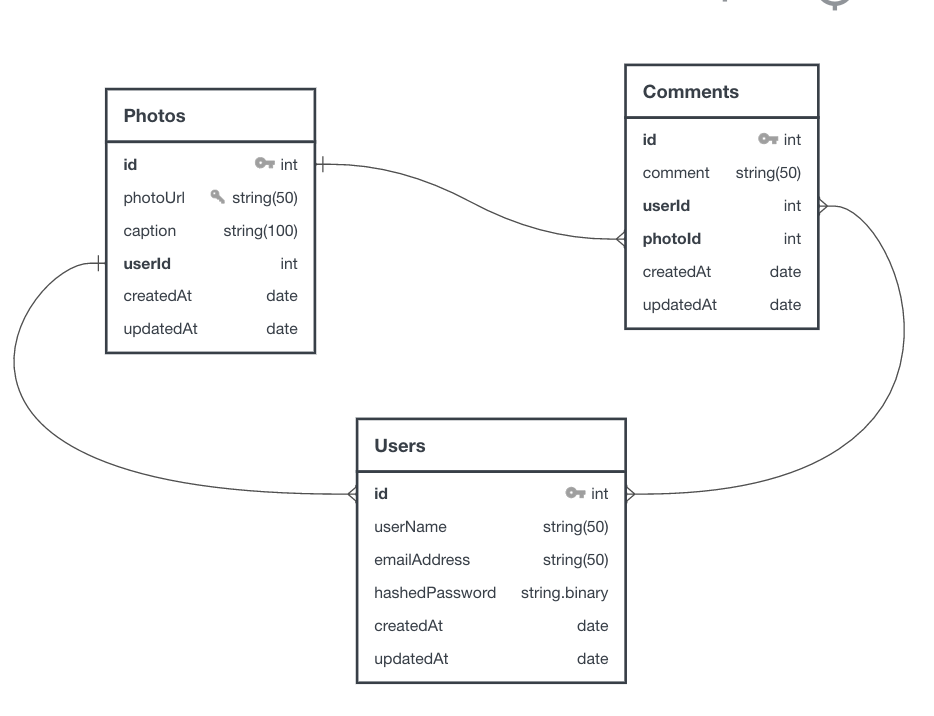 Photos
id int
photoUrl string(50)
caption string(100)
userId int
createdAt date
updatedAt date
Comments
id int
comment string(50)
userId int
photoId int
createdAt date
updatedAt date
Users
id int
userName string(50)
emailAddress string(50)
hashedPassword string.binary
createdAt date
updatedAt date